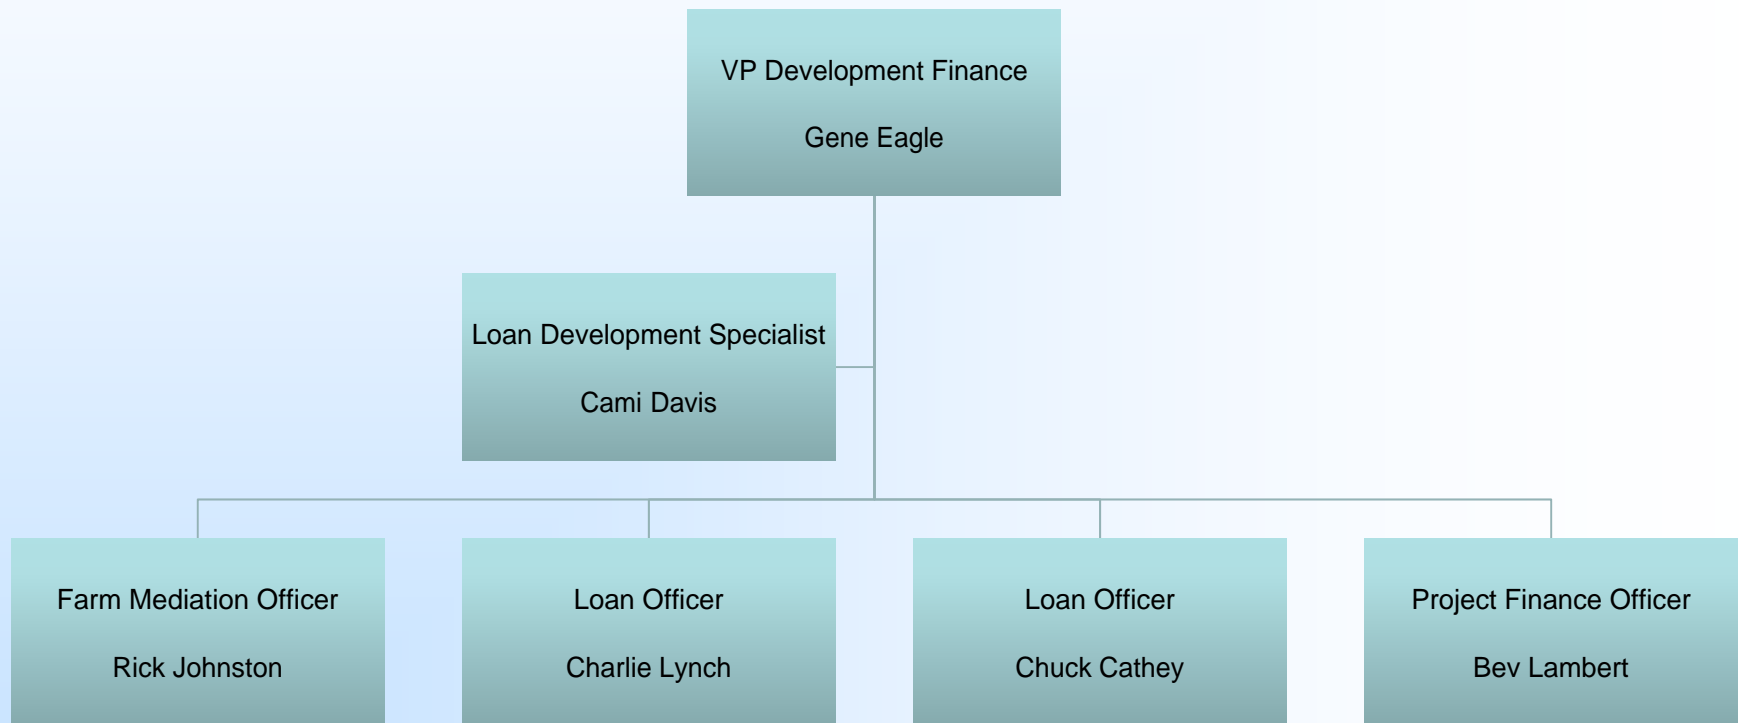 VP Development Finance
Gene Eagle
Loan Development Specialist
Cami Davis
Farm Mediation Officer
Rick Johnston
Loan Officer
Charlie Lynch
Loan Officer
Chuck Cathey
Project Finance Officer
Bev Lambert